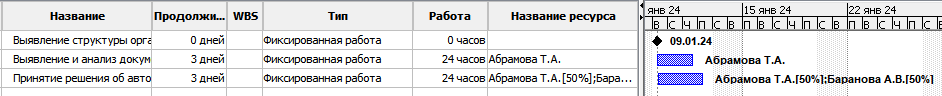 Название Продолжи... WBS Тип Работа Название ресурса
Выявление структуры орга 0 дней Фиксированная работа 0 часов
Выявление и анализ докум 3 дней Фиксированная работа 24 часов Абрамова Т.А.
Принятие решения об авто 3 дней Фиксированная работа 24 часов Абрамова Т.А.[50%];Бара...
янв 24 15 янв 24 22 янв 24
В С Ч П С В П В С Ч П С В П В С Ч П С В
09.01.24
Абрамова Т.А.
Абрамова Т.А.[50%];Баранова А.В.[50%]